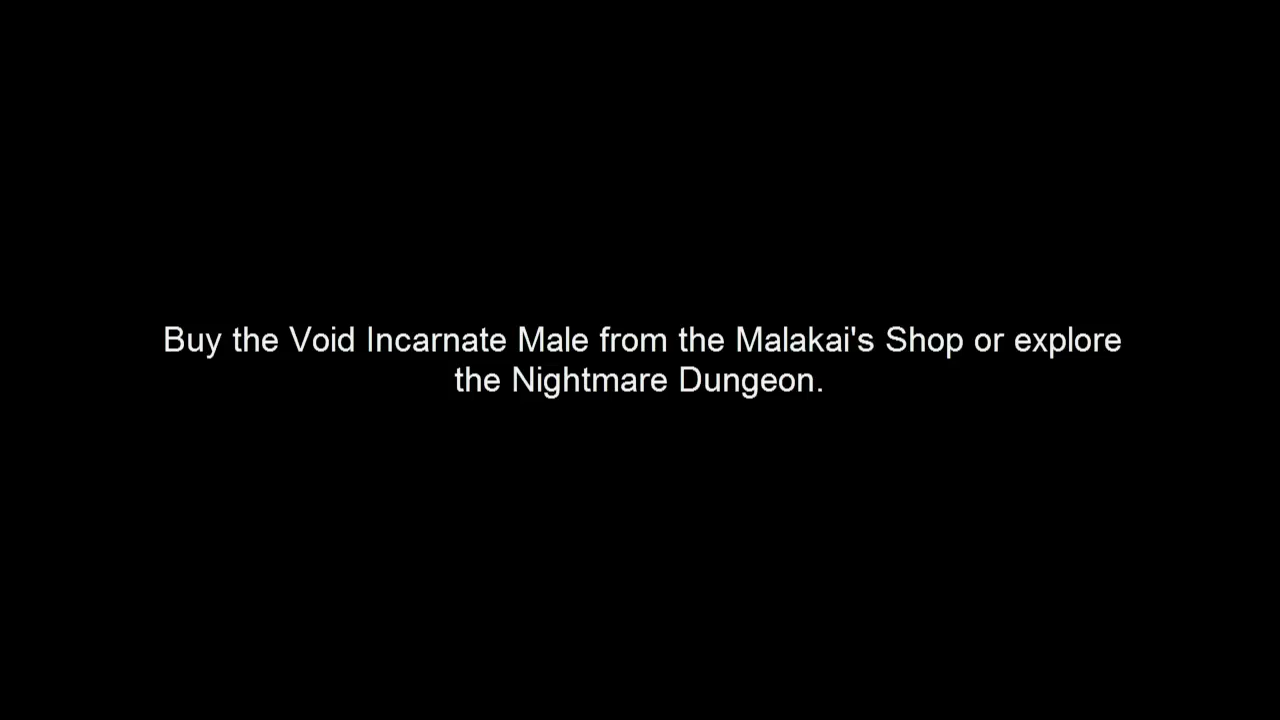 Buy the Void Incarnate Male from the Malakai's Shop or explore
the Nightmare Dungeon.